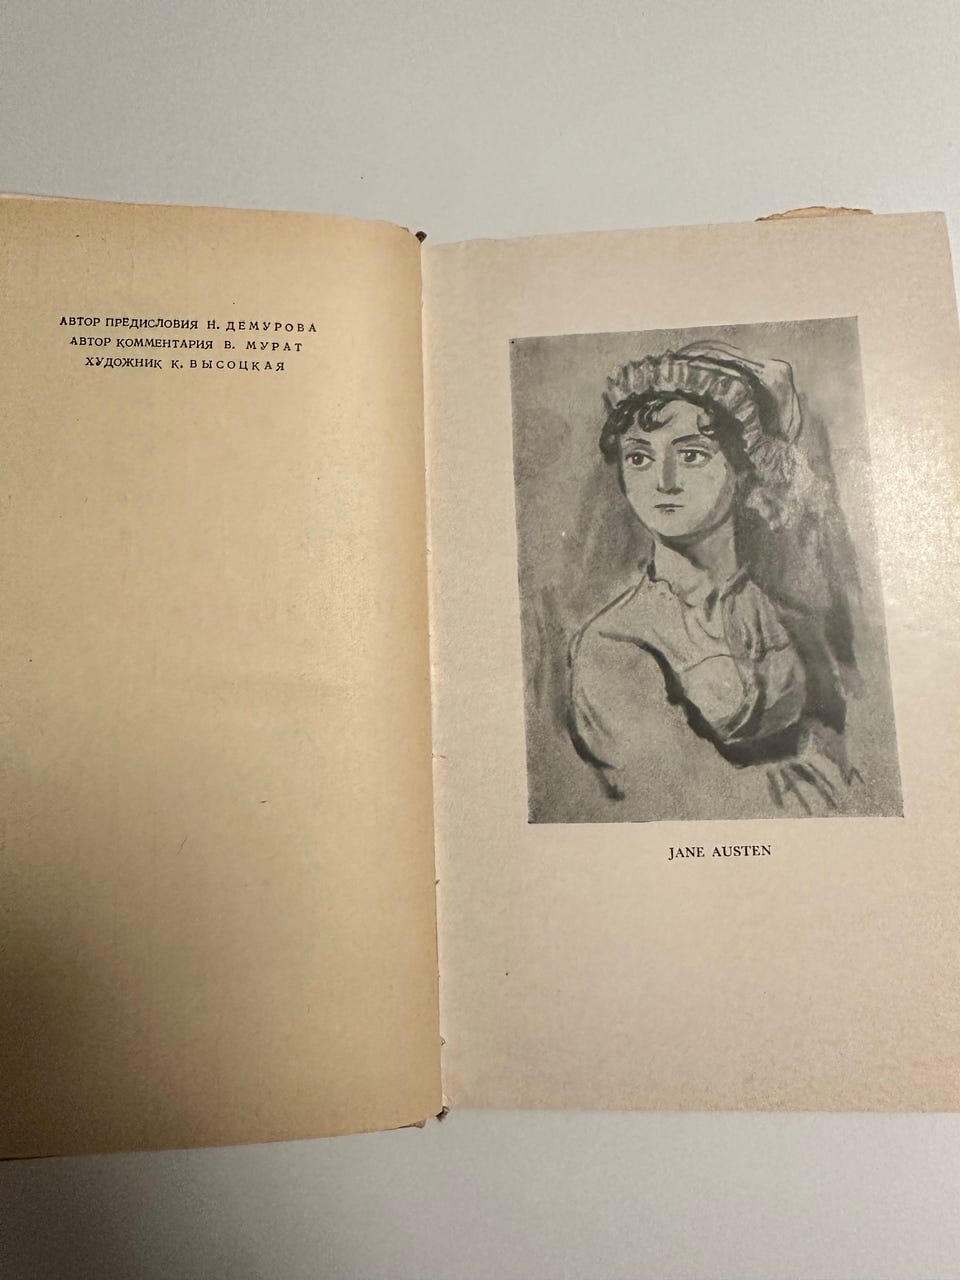 АВТОР ПРЕДИСЛОВИЯ Н. ДЕМУРОВА
АВТОР КОММЕНТАРИЯ В. МУРАТ
ХУДОЖНИК К. ВЫСОЦКАЯ
JANE AUSTEN